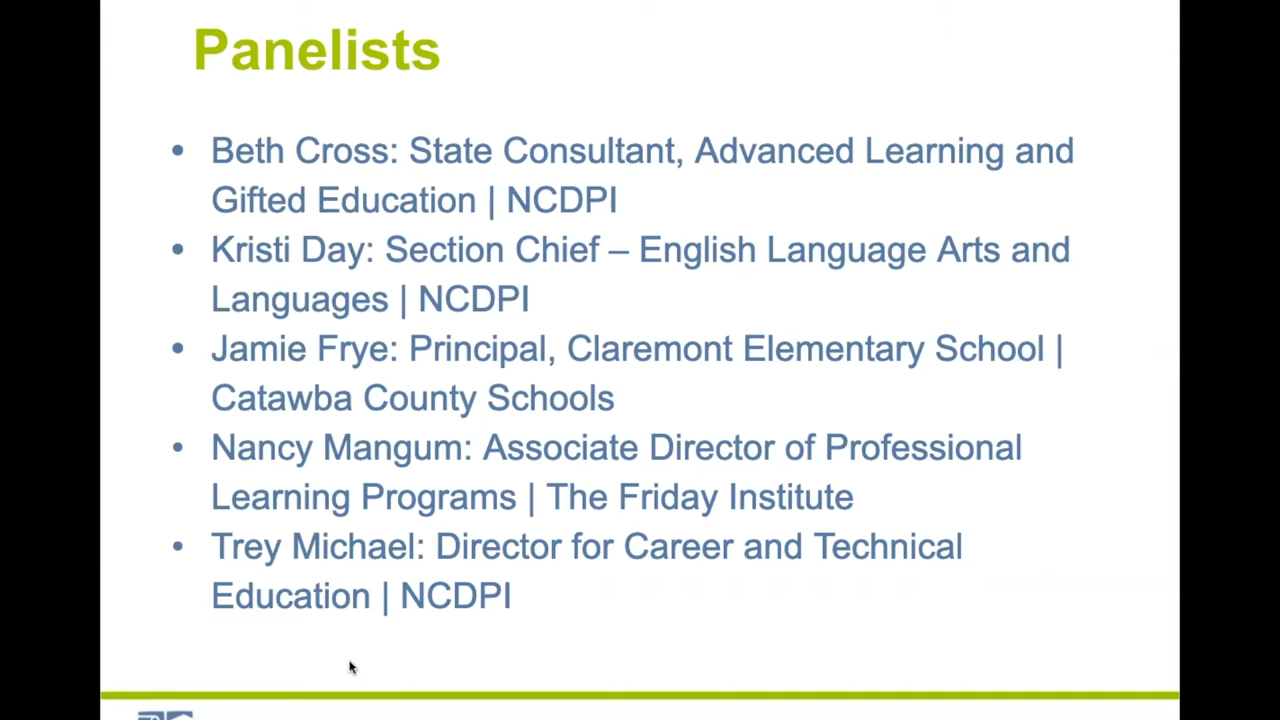 Panelists
• Beth Cross: State Consultant, Advanced Learning and
Gifted Education | NCDPI
• Kristi Day: Section Chief – English Language Arts and
Languages | NCDPI
• Jamie Frye: Principal, Claremont Elementary School |
Catawba County Schools
• Nancy Mangum: Associate Director of Professional
Learning Programs | The Friday Institute
• Trey Michael: Director for Career and Technical
Education | NCDPI